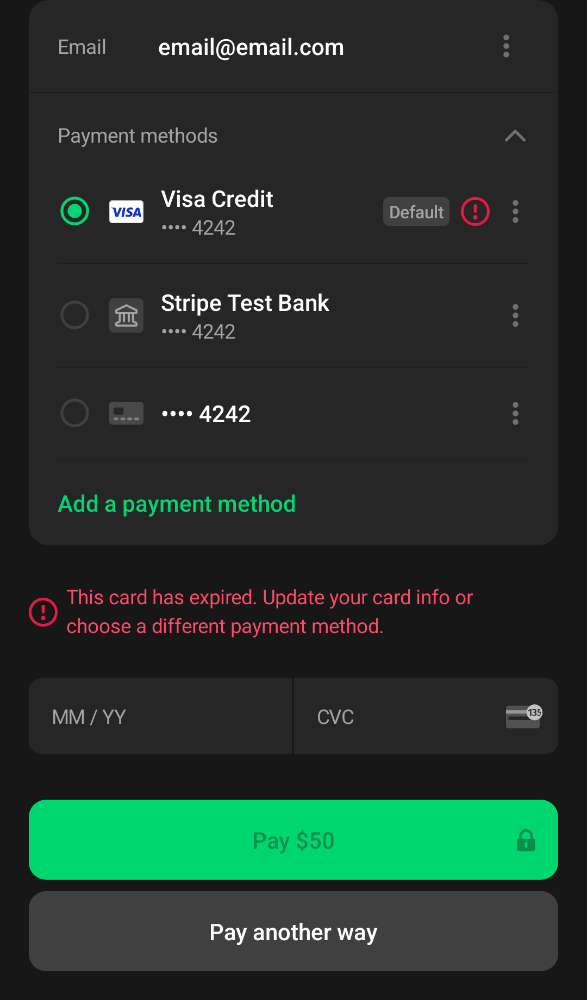 Email email@email.com
Payment methods
VISA Visa Credit Default
•••• 4242
Stripe Test Bank
•••• 4242
•••• 4242
Add a payment method
This card has expired. Update your card info or
choose a different payment method.
MM / YY CVC 135
Pay $50
Pay another way